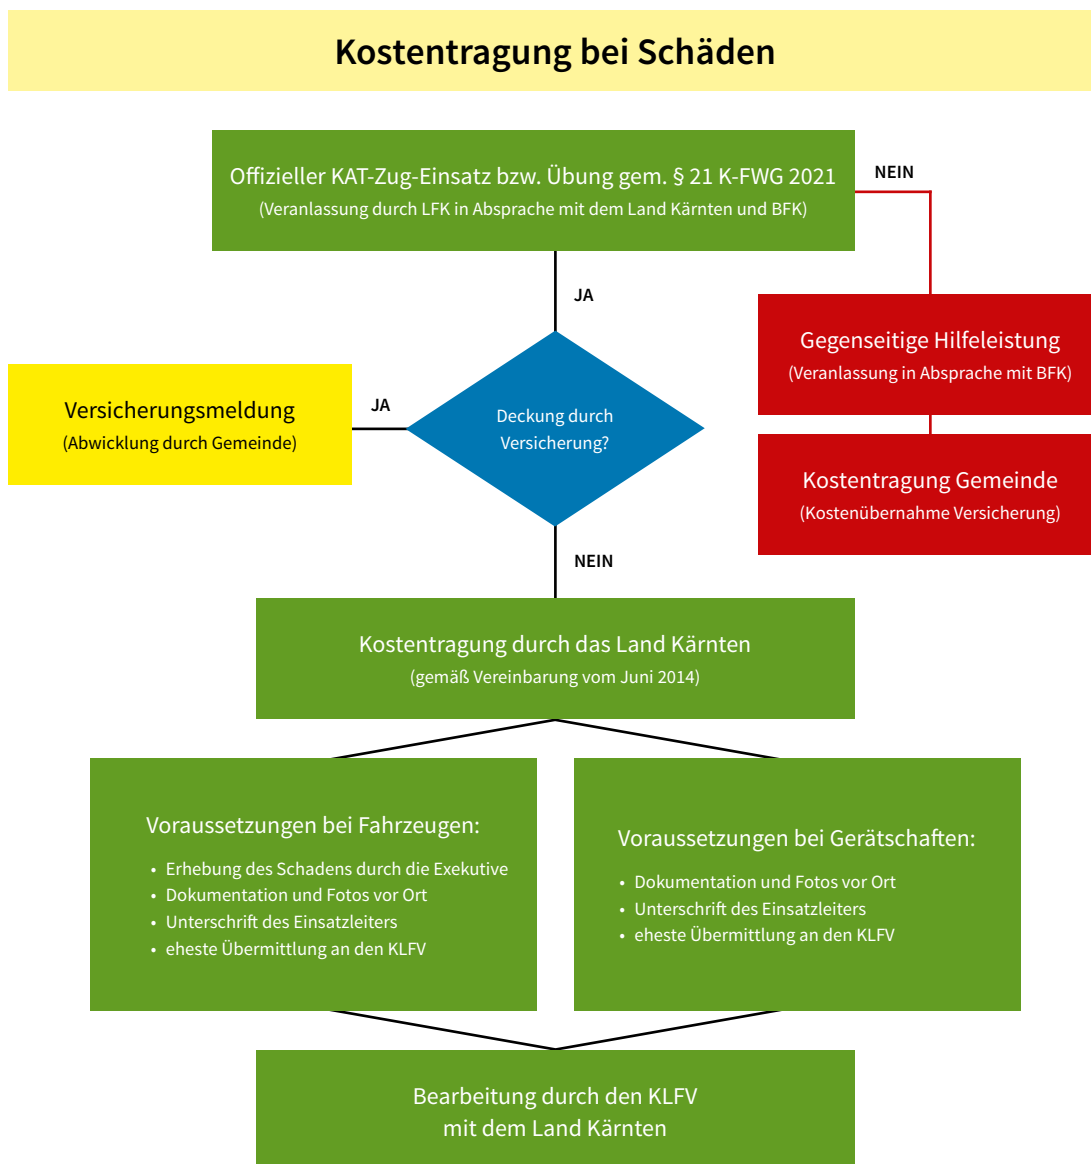 Kostentragung bei Schäden
Offizieller KAT-Zug-Einsatz bzw. Übung gem. § 21 K-FWG 2021
(Veranlassung durch LFK in Absprache mit dem Land Kärnten und BFK)
NEIN
JA
Gegenseitige Hilfeleistung
(Veranlassung in Absprache mit BFK)
Versicherungsmeldung
(Abwicklung durch Gemeinde)
JA
Deckung durch
Versicherung?
Kostentragung Gemeinde
(Kostenübernahme Versicherung)
NEIN
Kostentragung durch das Land Kärnten
(gemäß Vereinbarung vom Juni 2014)
Voraussetzungen bei Fahrzeugen:
• Erhebung des Schadens durch die Exekutive
• Dokumentation und Fotos vor Ort
• Unterschrift des Einsatzleiters
• eheste Übermittlung an den KLFV
Voraussetzungen bei Gerätschaften:
• Dokumentation und Fotos vor Ort
• Unterschrift des Einsatzleiters
• eheste Übermittlung an den KLFV
Bearbeitung durch den KLFV
mit dem Land Kärnten